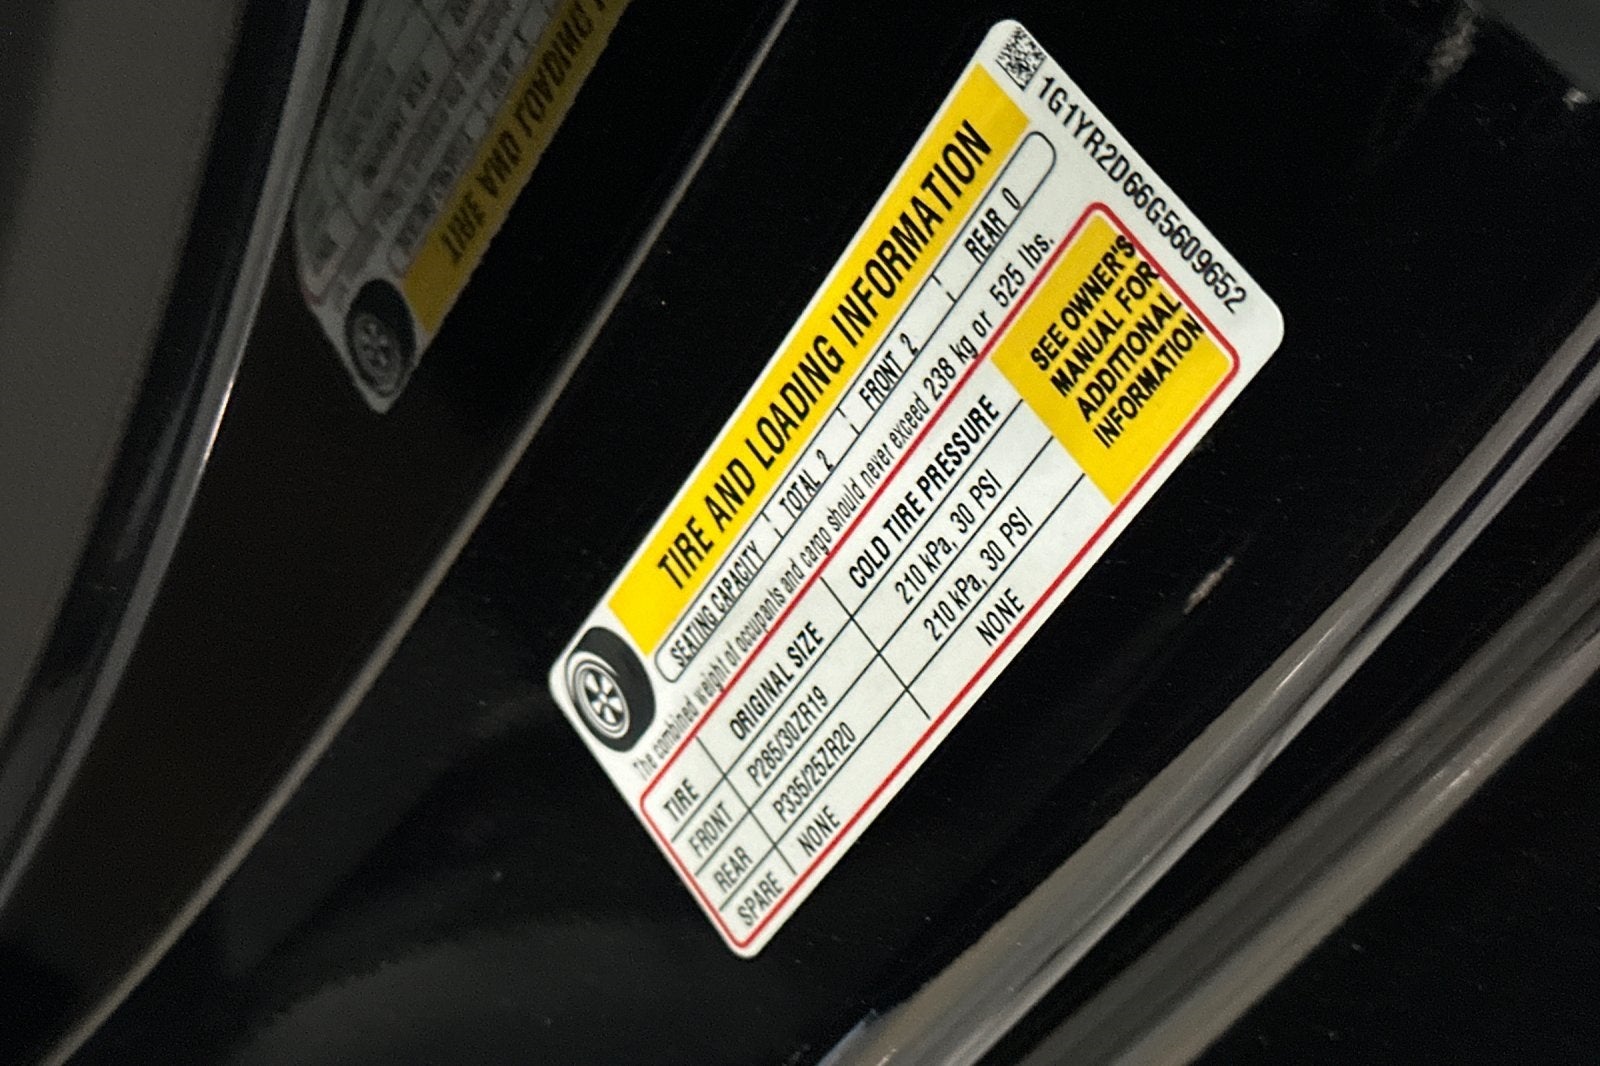 1G1YR2D66G5609652
TIRE AND LOADING INFORMATION
SEATING CAPACITY TOTAL 2 FRONT 2 REAR 0
The combined weight of occupants and cargo should never exceed 238 kg or 525 lbs.
TIRE ORIGINAL SIZE COLD TIRE PRESSURE
FRONT P285/30ZR19 210 kPa, 30 PSI
REAR P335/25ZR20 210 kPa, 30 PSI
SPARE NONE NONE
SEE OWNER'S
MANUAL FOR
ADDITIONAL
INFORMATION
TIRE AND LOADING